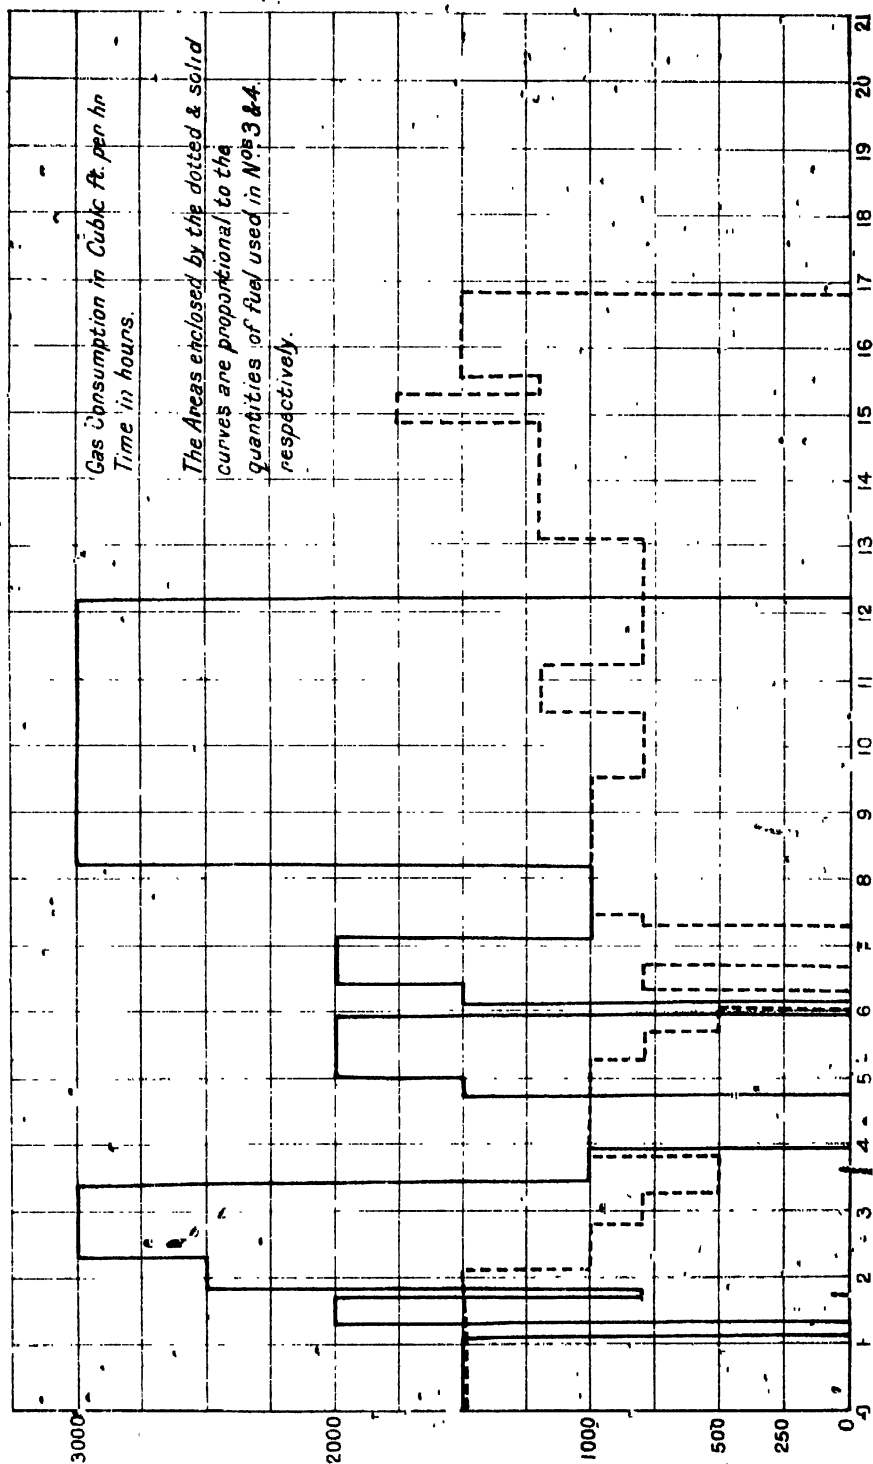 Gas Consumption in Cubic ft. per hr
Time in hours.
The Areas enclosed by the dotted & solid
curves are proportional to the
quantities of fuel used in Nos 3 & 4.
respectively.
3000
2000
1000
500
250
0
0 1 2 3 4 5 6 7 8 9 10 11 12 13 14 15 16 17 18 19 20 21